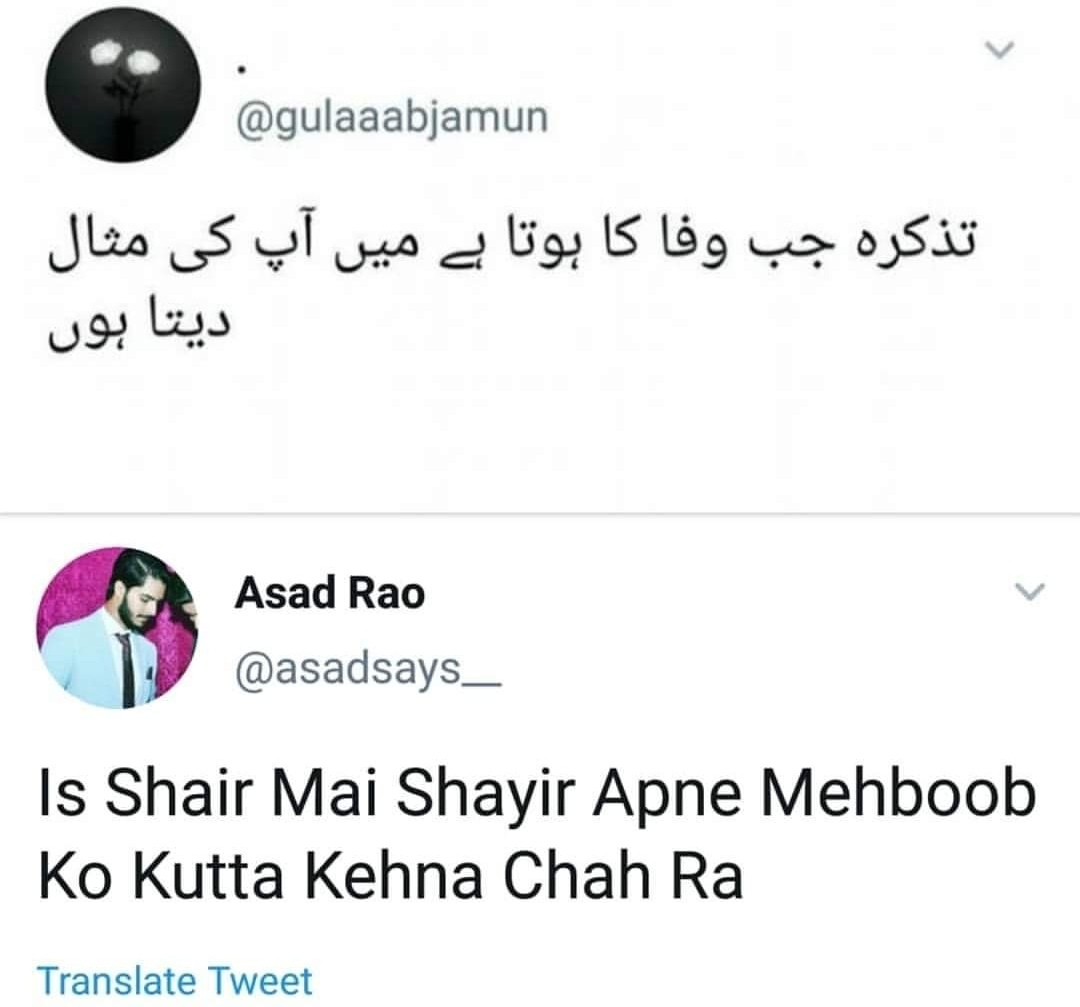 .
@gulaaabjamun
تذکرہ جب وفا کا ہوتا ہے میں آپ کی مثال
دیتا ہوں
Asad Rao
@asadsays__
Is Shair Mai Shayir Apne Mehboob
Ko Kutta Kehna Chah Ra
Translate Tweet